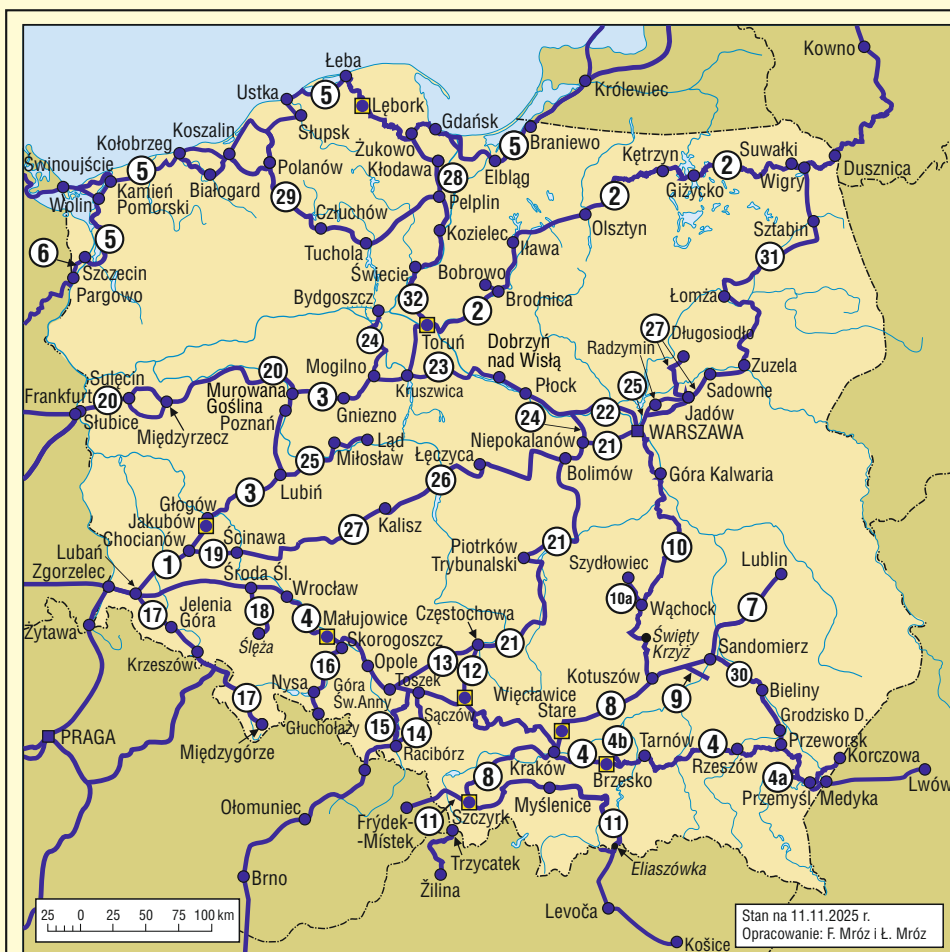 Łeba
Kowno
Ustka
5
Lębork
Królewiec
Słupsk
Gdańsk
Koszalin
Kołobrzeg
Żukowo
5
Braniewo
Kętrzyn
Suwałki
Świnoujście
5
Polanów
Kłodawa
28
Elbląg
2
2
Dusznica
Wolin
Kamień
Pomorski
Białogard
29
Pelplin
Giżycko
Wigry
Człuchów
Kozielec
Olsztyn
Sztabin
6
5
Tuchola
Iława
31
Szczecin
Świecie
Bobrowo
Pargowo
Bydgoszcz
32
2
Brodnica
Łomża
Toruń
27
Długosiodło
24
Dobrzyń
nad Wisłą
Radzymin
Sulęcin
20
Mogilno
23
Zuzela
Frankfurt
20
Murowana
Goślina
3
Kruszwica
Płock
25
Sadowne
Słubice
Poznań
Gniezno
24
22
Jadów
Międzyrzecz
WARSZAWA
Ląd
Niepokalanów
21
25
Miłosław
Łęczyca
Bolimów
Góra Kalwaria
3
Lubiń
26
Głogów
Jakubów
Kalisz
Chocianów
Ścinawa
27
21
10
19
Piotrków
Trybunalski
Lubań
1
Szydłowiec
Lublin
Zgorzelec
Środa Śl.
Wrocław
10a
7
17
Jelenia
Góra
18
4
Małujowice
Częstochowa
Wąchock
Żytawa
Ślęża
Skorogoszcz
21
Święty
Krzyż
Krzeszów
16
Opole
13
12
Sandomierz
Kotuszów
Nysa
Góra
Św.Anny
Toszek
Więcławice
Stare
30
17
Sączów
8
9
Bieliny
Głuchołazy
15
14
4b
Grodzisko D.
PRAGA
Międzygórze
Racibórz
4
Tarnów
4
Przeworsk
Kraków
Rzeszów
Korczowa
8
Brzesko
4a
Lwów
Ołomuniec
Myślenice
Przemyśl
Medyka
Frýdek-
-Místek
11
Szczyrk
11
Trzycatek
Eliaszówka
Brno
Žilina
Levoča
Košice
25 0 25 50 75 100 km
Stan na 11.11.2025 r.
Opracowanie: F. Mróz i Ł. Mróz